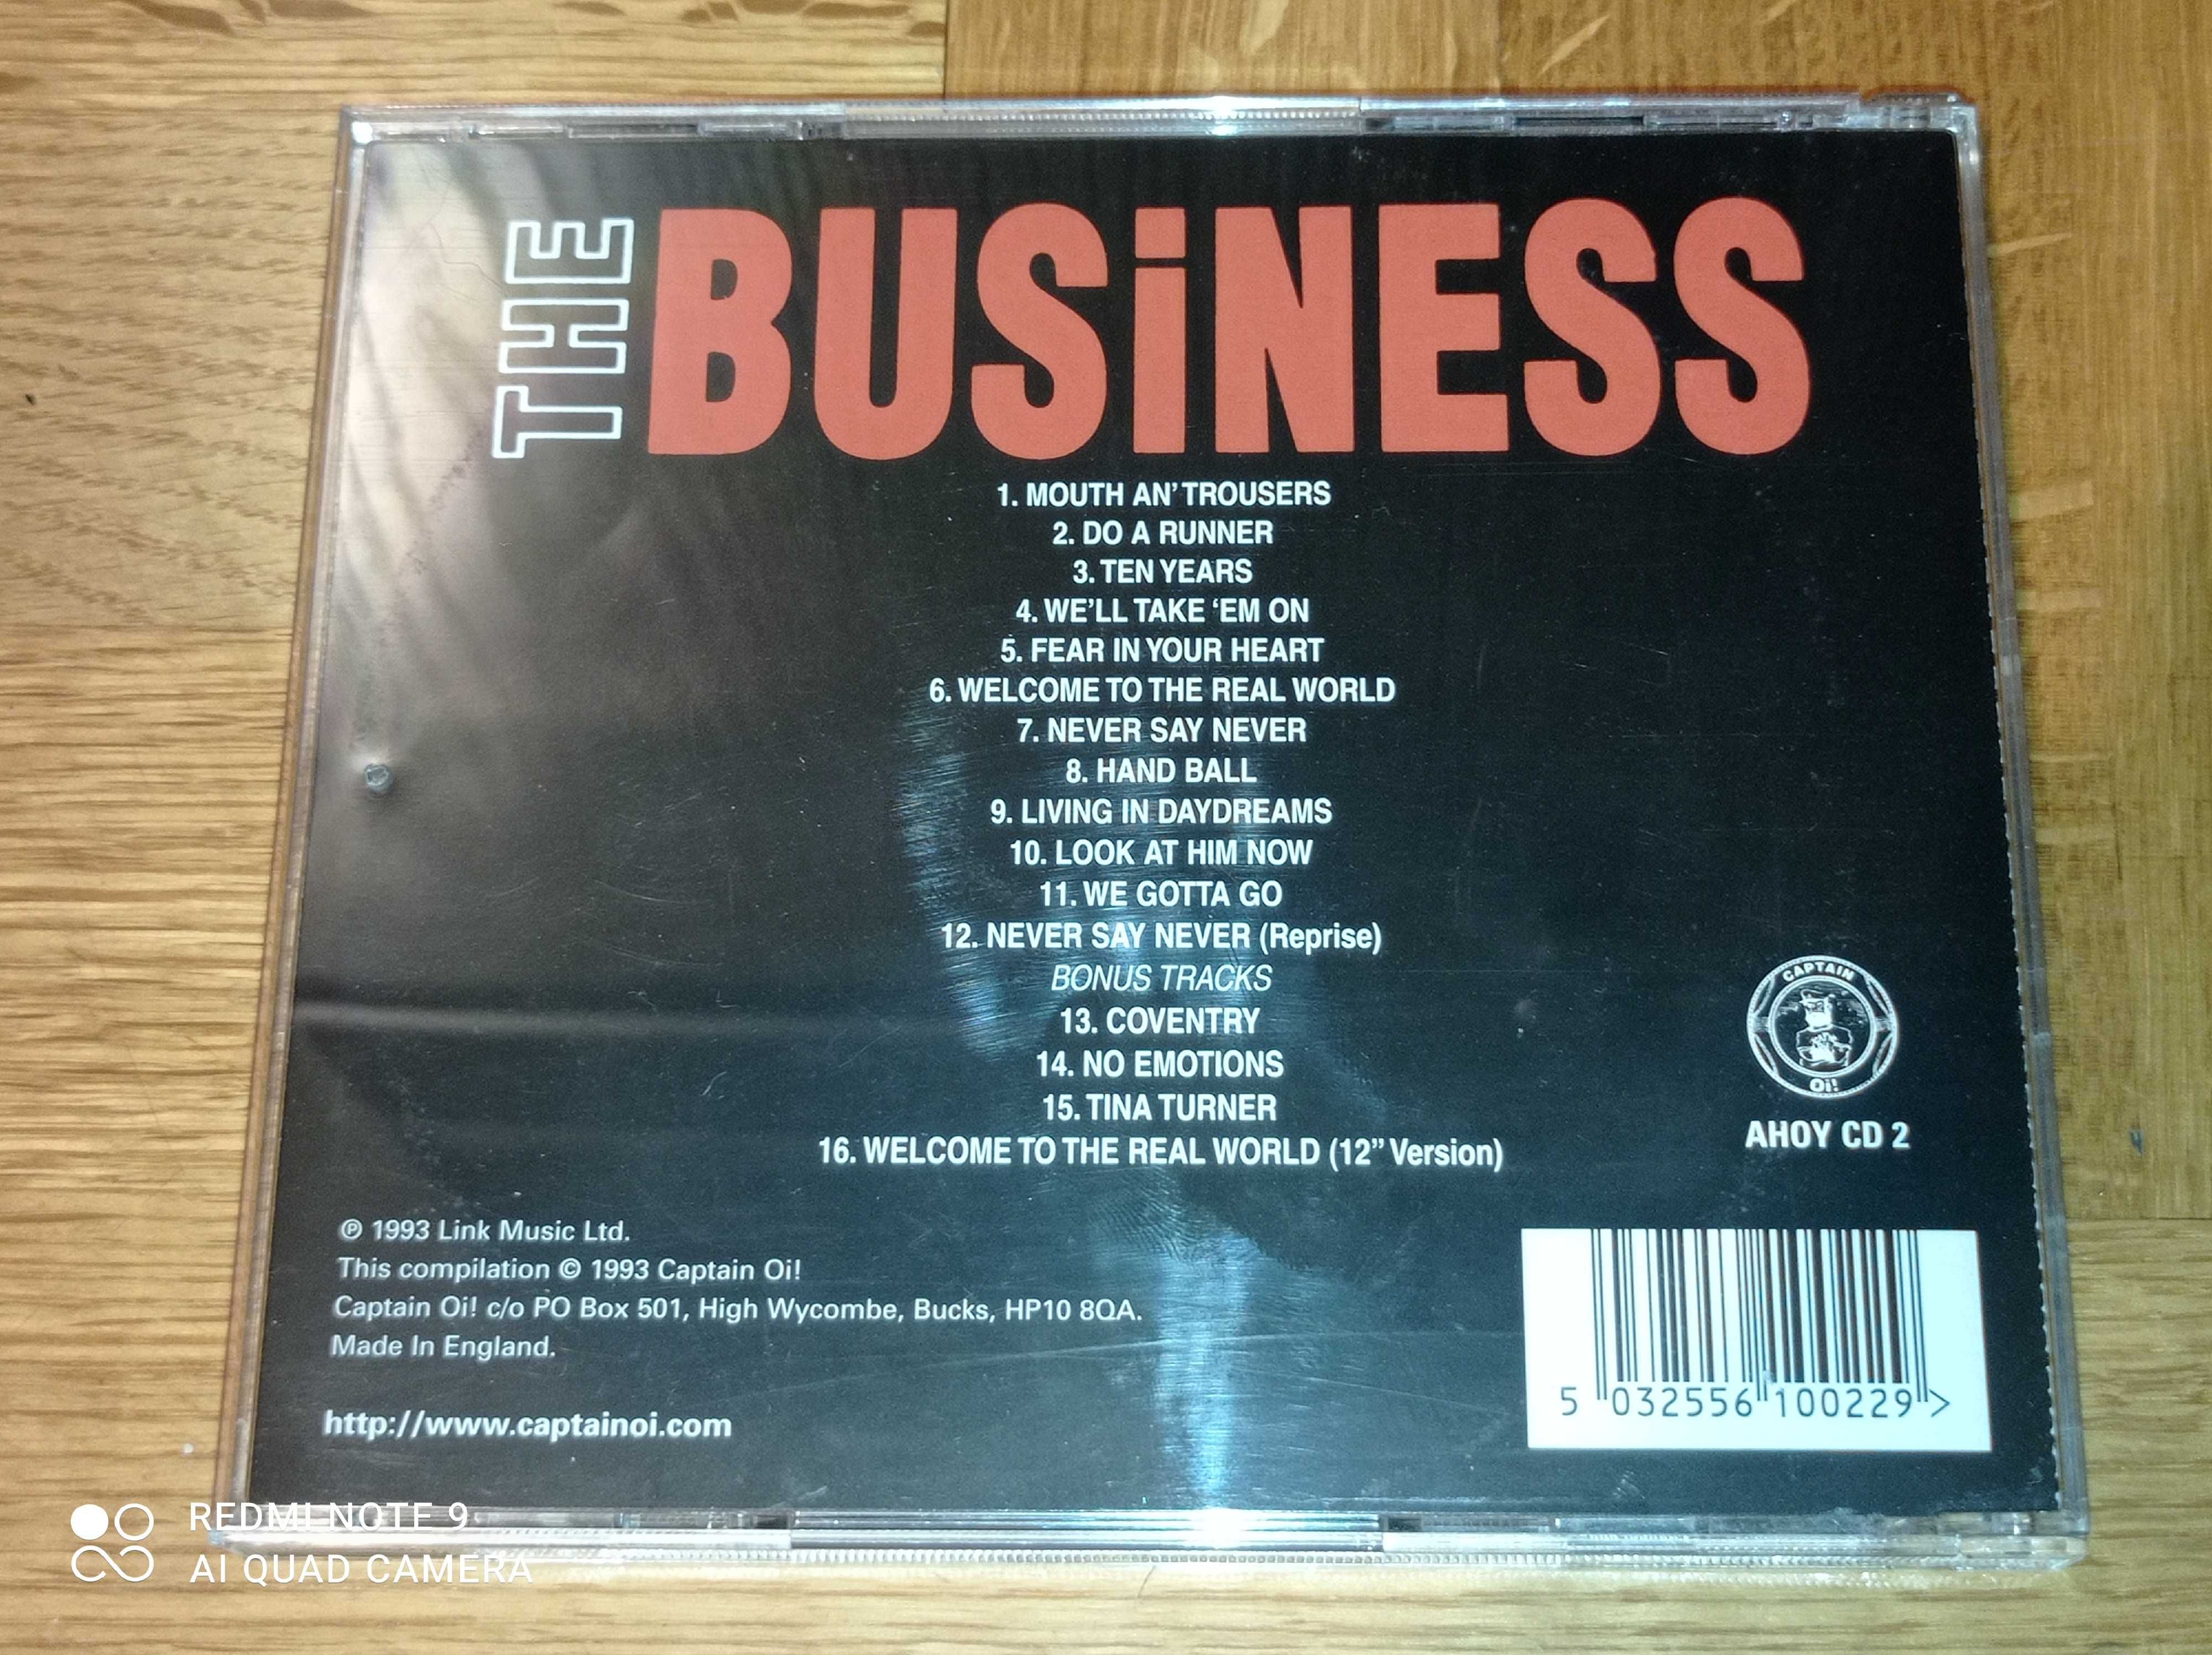 THE BUSiNESS
1. MOUTH AN' TROUSERS
2. DO A RUNNER
3. TEN YEARS
4. WE'LL TAKE 'EM ON
5. FEAR IN YOUR HEART
6. WELCOME TO THE REAL WORLD
7. NEVER SAY NEVER
8. HAND BALL
9. LIVING IN DAYDREAMS
10. LOOK AT HIM NOW
11. WE GOTTA GO
12. NEVER SAY NEVER (Reprise)
BONUS TRACKS
13. COVENTRY
14. NO EMOTIONS
15. TINA TURNER
16. WELCOME TO THE REAL WORLD (12” Version)
CAPTAIN
Oi!
AHOY CD 2
℗ 1993 Link Music Ltd.
This compilation © 1993 Captain Oi!
Captain Oi! c/o PO Box 501, High Wycombe, Bucks, HP10 8QA.
Made In England.
http://www.captainoi.com
5 032556 100229 >
REDMI NOTE 9
AI QUAD CAMERA